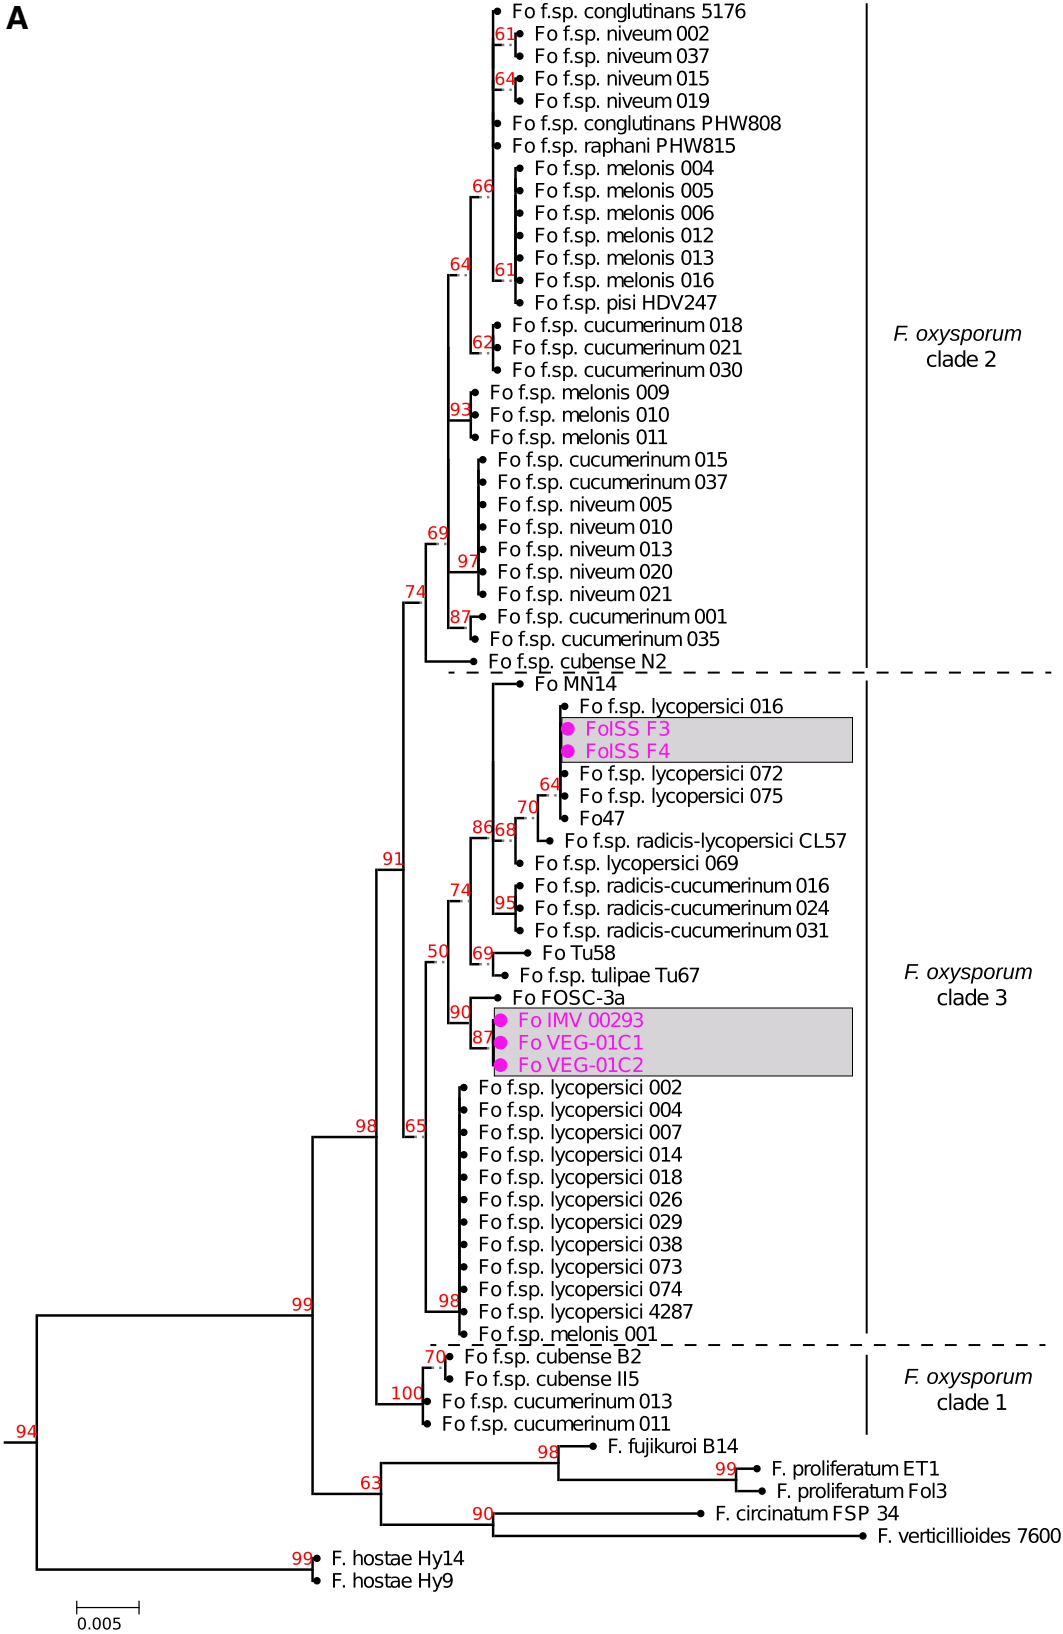 A
Fo f.sp. conglutinans 5176
61
Fo f.sp. niveum 002
Fo f.sp. niveum 037
64
Fo f.sp. niveum 015
Fo f.sp. niveum 019
Fo f.sp. conglutinans PHW808
Fo f.sp. raphani PHW815
66
Fo f.sp. melonis 004
Fo f.sp. melonis 005
Fo f.sp. melonis 006
Fo f.sp. melonis 012
Fo f.sp. melonis 013
64
61
Fo f.sp. melonis 016
Fo f.sp. pisi HDV247
Fo f.sp. cucumerinum 018
62
Fo f.sp. cucumerinum 021
Fo f.sp. cucumerinum 030
F. oxysporum
clade 2
Fo f.sp. melonis 009
93
Fo f.sp. melonis 010
Fo f.sp. melonis 011
Fo f.sp. cucumerinum 015
Fo f.sp. cucumerinum 037
Fo f.sp. niveum 005
Fo f.sp. niveum 010
69
Fo f.sp. niveum 013
97
Fo f.sp. niveum 020
Fo f.sp. niveum 021
74
87
Fo f.sp. cucumerinum 001
Fo f.sp. cucumerinum 035
Fo f.sp. cubense N2
Fo MN14
Fo f.sp. lycopersici 016
FolSS F3
FolSS F4
Fo f.sp. lycopersici 072
64
Fo f.sp. lycopersici 075
70
Fo47
86
68
Fo f.sp. radicis-lycopersici CL57
91
Fo f.sp. lycopersici 069
74
Fo f.sp. radicis-cucumerinum 016
95
Fo f.sp. radicis-cucumerinum 024
Fo f.sp. radicis-cucumerinum 031
50
69
Fo Tu58
Fo f.sp. tulipae Tu67
F. oxysporum
clade 3
Fo FOSC-3a
90
Fo IMV 00293
87
Fo VEG-01C1
Fo VEG-01C2
Fo f.sp. lycopersici 002
Fo f.sp. lycopersici 004
98
65
Fo f.sp. lycopersici 007
Fo f.sp. lycopersici 014
Fo f.sp. lycopersici 018
Fo f.sp. lycopersici 026
Fo f.sp. lycopersici 029
Fo f.sp. lycopersici 038
Fo f.sp. lycopersici 073
Fo f.sp. lycopersici 074
99
98
Fo f.sp. lycopersici 4287
Fo f.sp. melonis 001
70
Fo f.sp. cubense B2
Fo f.sp. cubense II5
100
Fo f.sp. cucumerinum 013
Fo f.sp. cucumerinum 011
F. oxysporum
clade 1
94
98
F. fujikuroi B14
99
F. proliferatum ET1
F. proliferatum Fol3
63
90
F. circinatum FSP 34
F. verticillioides 7600
99
F. hostae Hy14
F. hostae Hy9
0.005